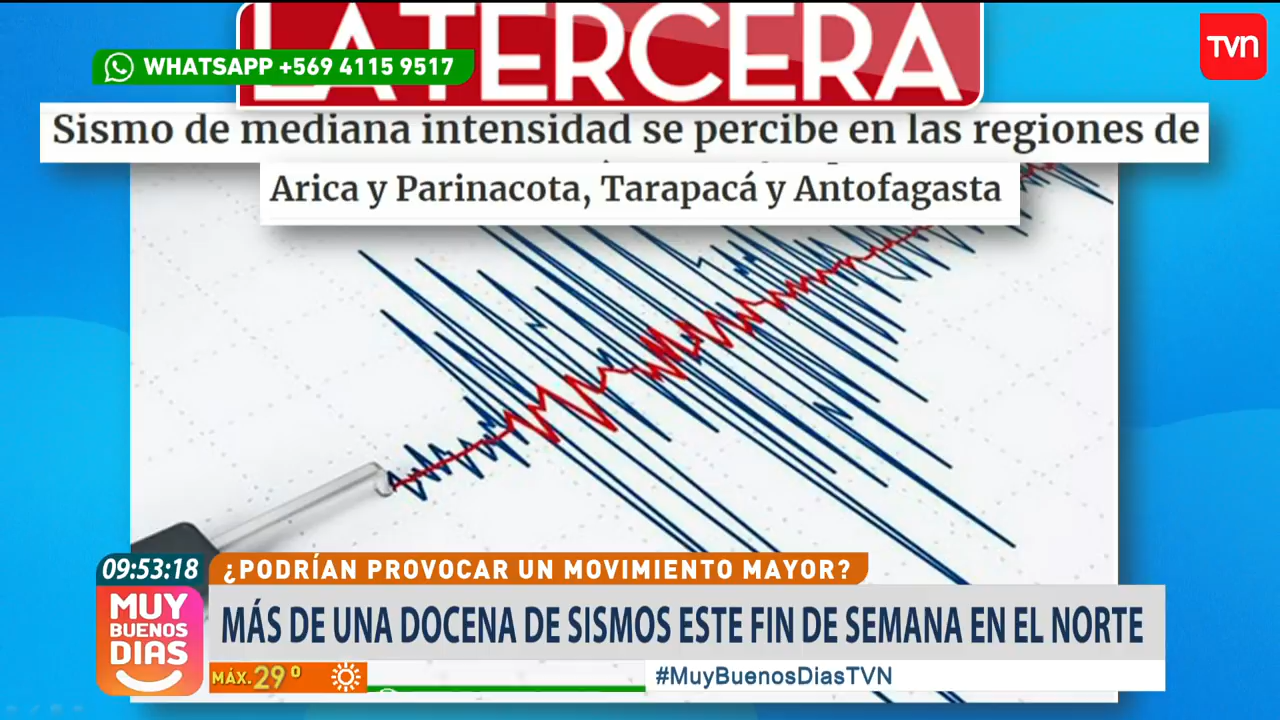 LA TERCERA
WHATSAPP +569 4115 9517
TVN
Sismo de mediana intensidad se percibe en las regiones de
Arica y Parinacota, Tarapacá y Antofagasta
09:53:18
¿PODRÍAN PROVOCAR UN MOVIMIENTO MAYOR?
MUY
BUENOS
DIAS
MÁS DE UNA DOCENA DE SISMOS ESTE FIN DE SEMANA EN EL NORTE
MÁX. 29º
#MuyBuenosDiasTVN